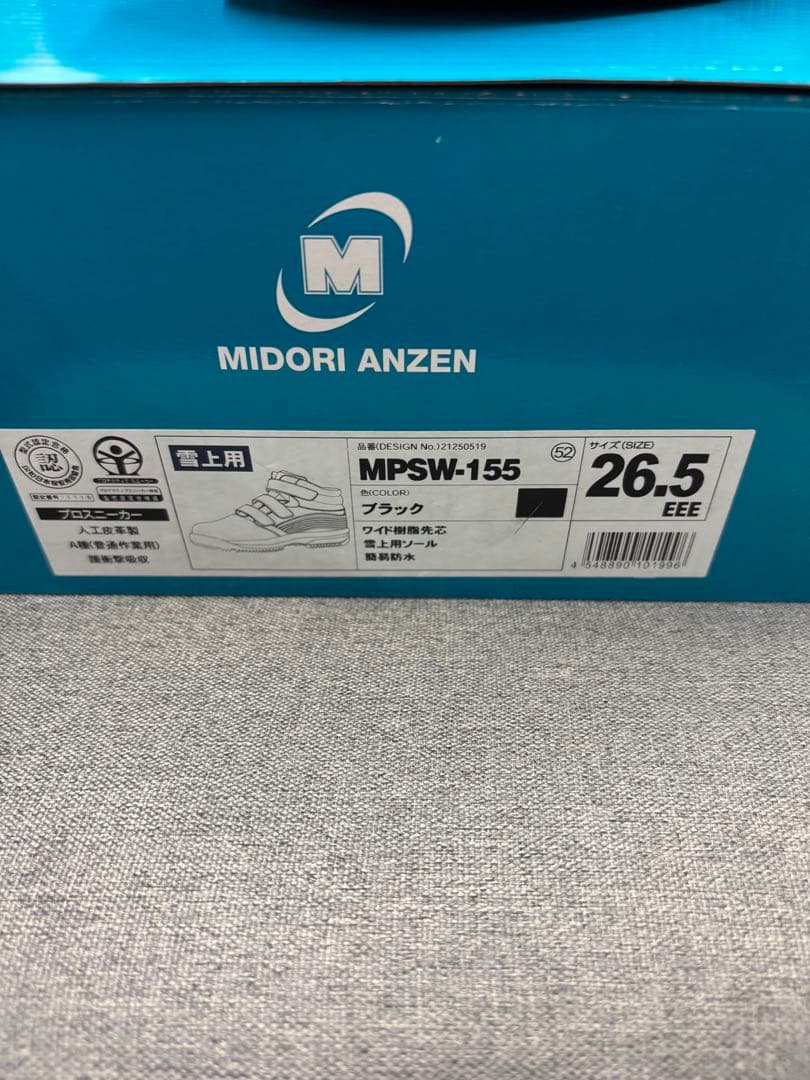 M
MIDORI ANZEN
認
プロスニーカー
人工皮革製
A種(普通作業用)
踵衝撃吸収
雪上用
品番(DESIGN No.)21250519
52
MPSW-155
色(COLOR)
ブラック
ワイド樹脂先芯
雪上用ソール
簡易防水
サイズ(SIZE)
26.5
EEE
4 548890 101996